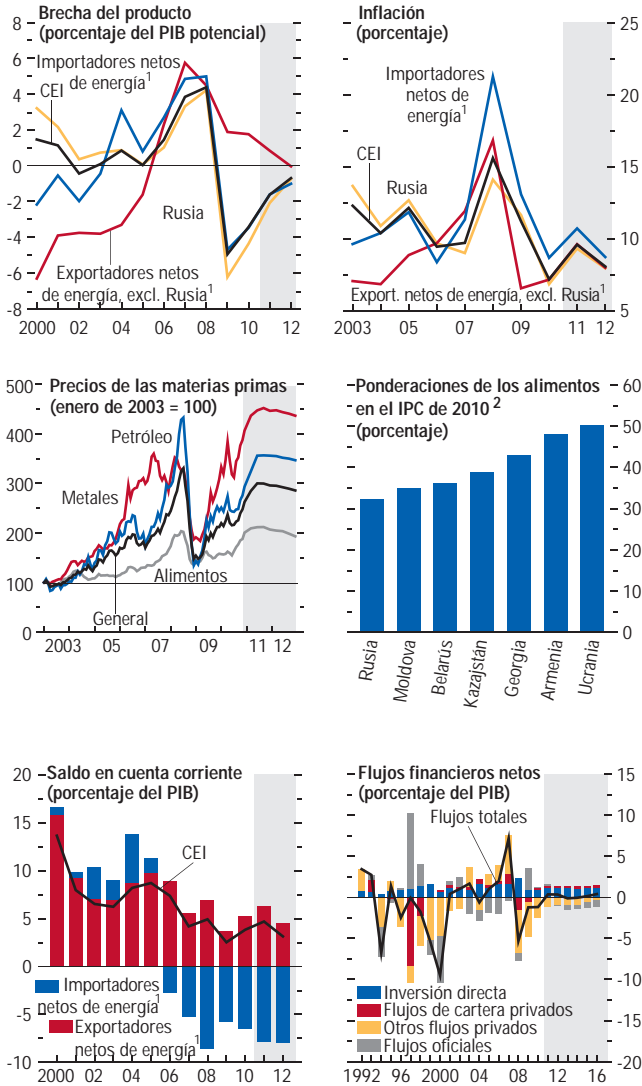 Brecha del producto
(porcentaje del PIB potencial)
8
6
4
2
0
-2
-4
-6
-8
Importadores netos
de energía1
CEI
Rusia
Exportadores netos
de energía, excl. Rusia1
2000 02 04 06 08 10 12
Inflación
(porcentaje)
25
20
15
10
5
Importadores
netos de
energía1
CEI
Rusia
Export. netos de energía, excl. Rusia1
2003 05 07 09 11 12
Precios de las materias primas
(enero de 2003 = 100)
500
400
300
200
100
0
Petróleo
Metales
Alimentos
General
2003 05 07 09 11 12
Ponderaciones de los alimentos
en el IPC de 2010 2
(porcentaje)
60
50
40
30
20
10
0
Rusia
Moldova
Belarús
Kazajstán
Georgia
Armenia
Ucrania
Saldo en cuenta corriente
(porcentaje del PIB)
20
15
10
5
0
-5
-10
CEI
Importadores
netos de energía1
Exportadores
netos de energía1
2000 02 04 06 08 10 12
Flujos financieros netos
(porcentaje del PIB)
15
10
5
0
-5
-10
-15
-20
Flujos totales
Inversión directa
Flujos de cartera privados
Otros flujos privados
Flujos oficiales
1992 96 2000 04 08 12 16